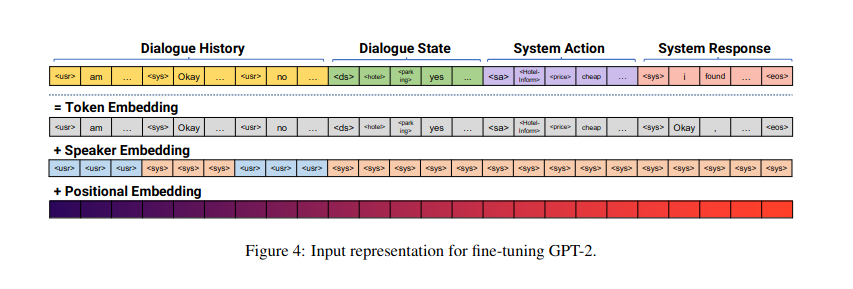 Dialogue History Dialogue State System Action System Response
<usr> am ... <sys> Okay ... <usr> no ... <ds> <hotel> <parking> yes ... <sa> <Hotel-Inform> <price> cheap ... <sys> i found ... <eos>
= Token Embedding
<usr> am ... <sys> Okay ... <usr> no ... <ds> <hotel> <parking> yes ... <sa> <Hotel-Inform> <price> cheap ... <sys> Okay , ... <eos>
+ Speaker Embedding
<usr> <usr> <usr> <sys> <sys> <sys> <usr> <usr> <usr> <sys> <sys> <sys> <sys> <sys> <sys> <sys> <sys> <sys> <sys> <sys> <sys> <sys> <sys> <sys>
+ Positional Embedding
Figure 4: Input representation for fine-tuning GPT-2.